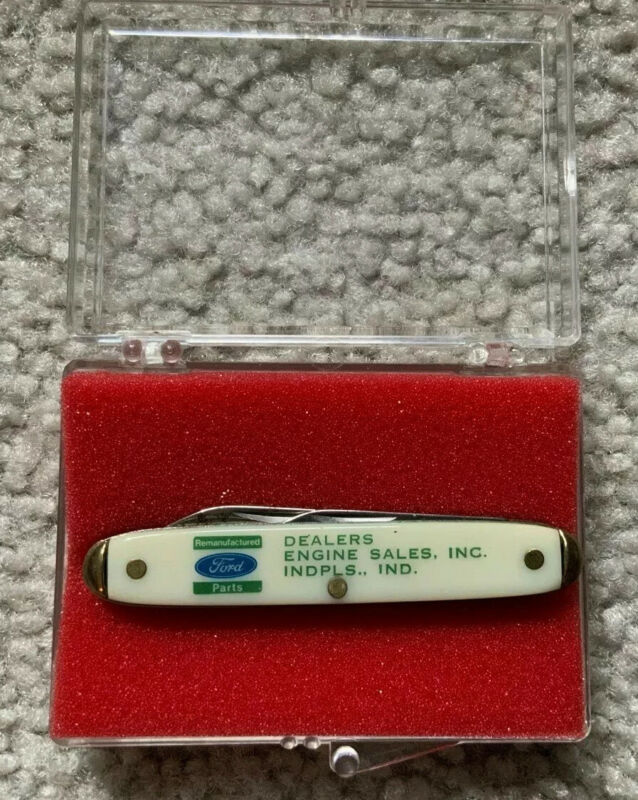 Remanufactured
Ford
Parts
DEALERS
ENGINE SALES, INC.
INDPLS., IND.